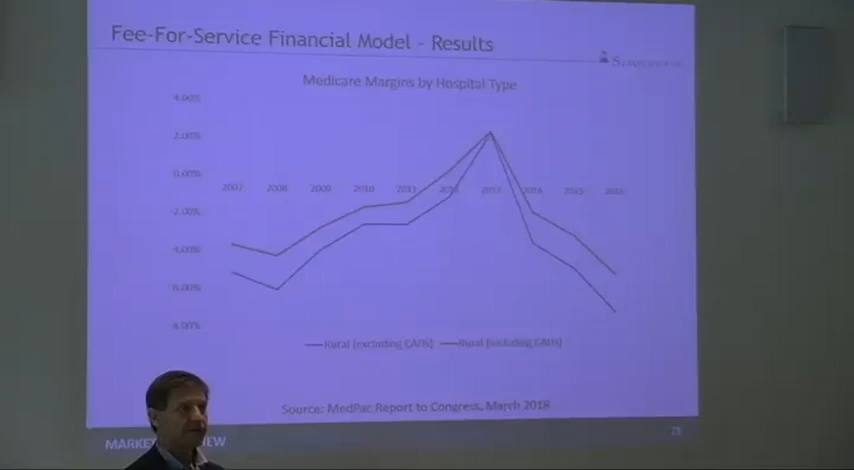 Fee-For-Service Financial Model - Results
Medicare Margins by Hospital Type
4.00%
2.00%
0.00%
2007 2008 2009 2010 2011 2012 2013 2014 2015 2016
-2.00%
4.00%
6.00%
8.00%
Rural (excluding CAHs) Rural (including CAHs)
Source: MedPac Report to Congress, March 2018